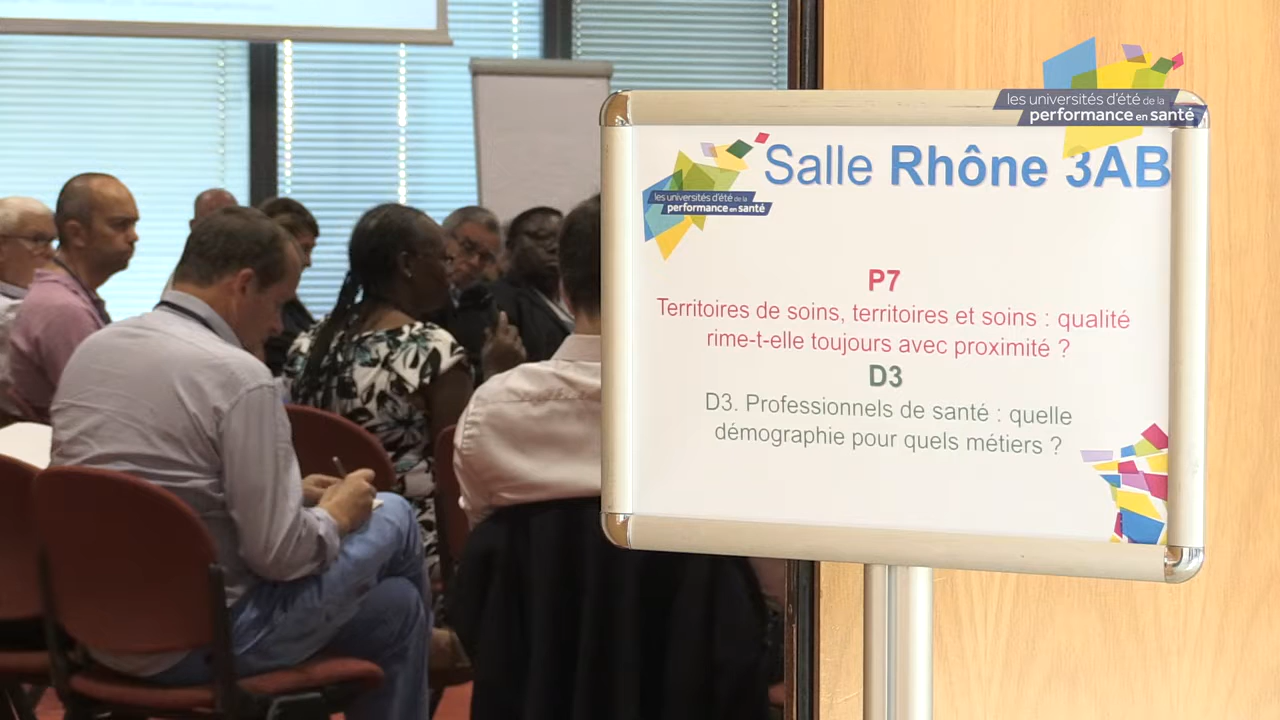 les universités d'été de la
performance en santé
Salle Rhône 3AB
les universités d'été de la
performance en santé
P7
Territoires de soins, territoires et soins : qualité
rime-t-elle toujours avec proximité ?
D3
D3. Professionnels de santé : quelle
démographie pour quels métiers ?